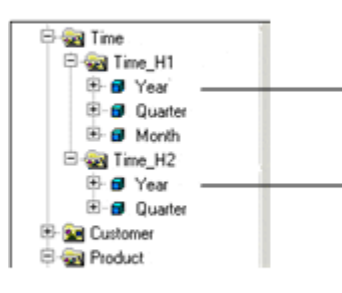 Time
Time_H1
Year
Quarter
Month
Time_H2
Year
Quarter
Customer
Product